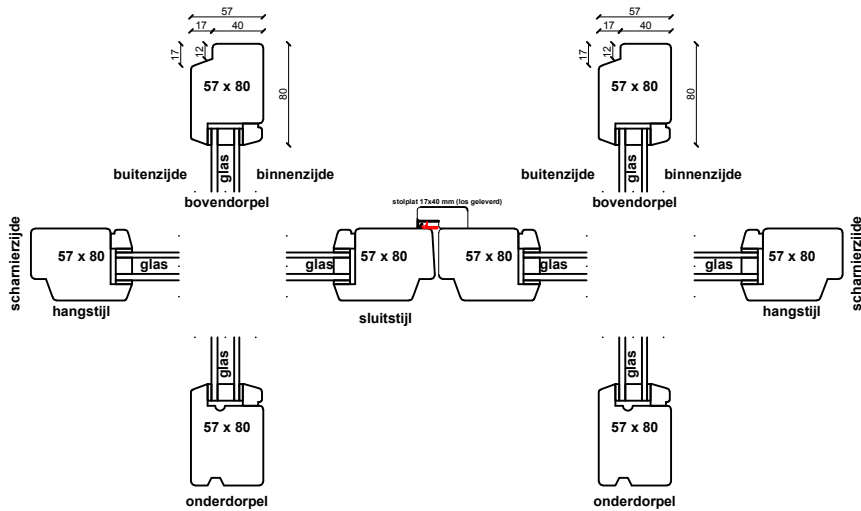 57
57
17 40
17 40
17
12
17
12
57 x 80
80
57 x 80
80
glas
glas
buitenzijde
binnenzijde
buitenzijde
binnenzijde
bovendorpel
bovendorpel
stolplat 17x40 mm (los geleverd)
scharnierzijde
57 x 80
glas
glas
57 x 80
57 x 80
glas
glas
57 x 80
scharnierzijde
hangstijl
sluitstijl
hangstijl
glas
glas
57 x 80
57 x 80
onderdorpel
onderdorpel